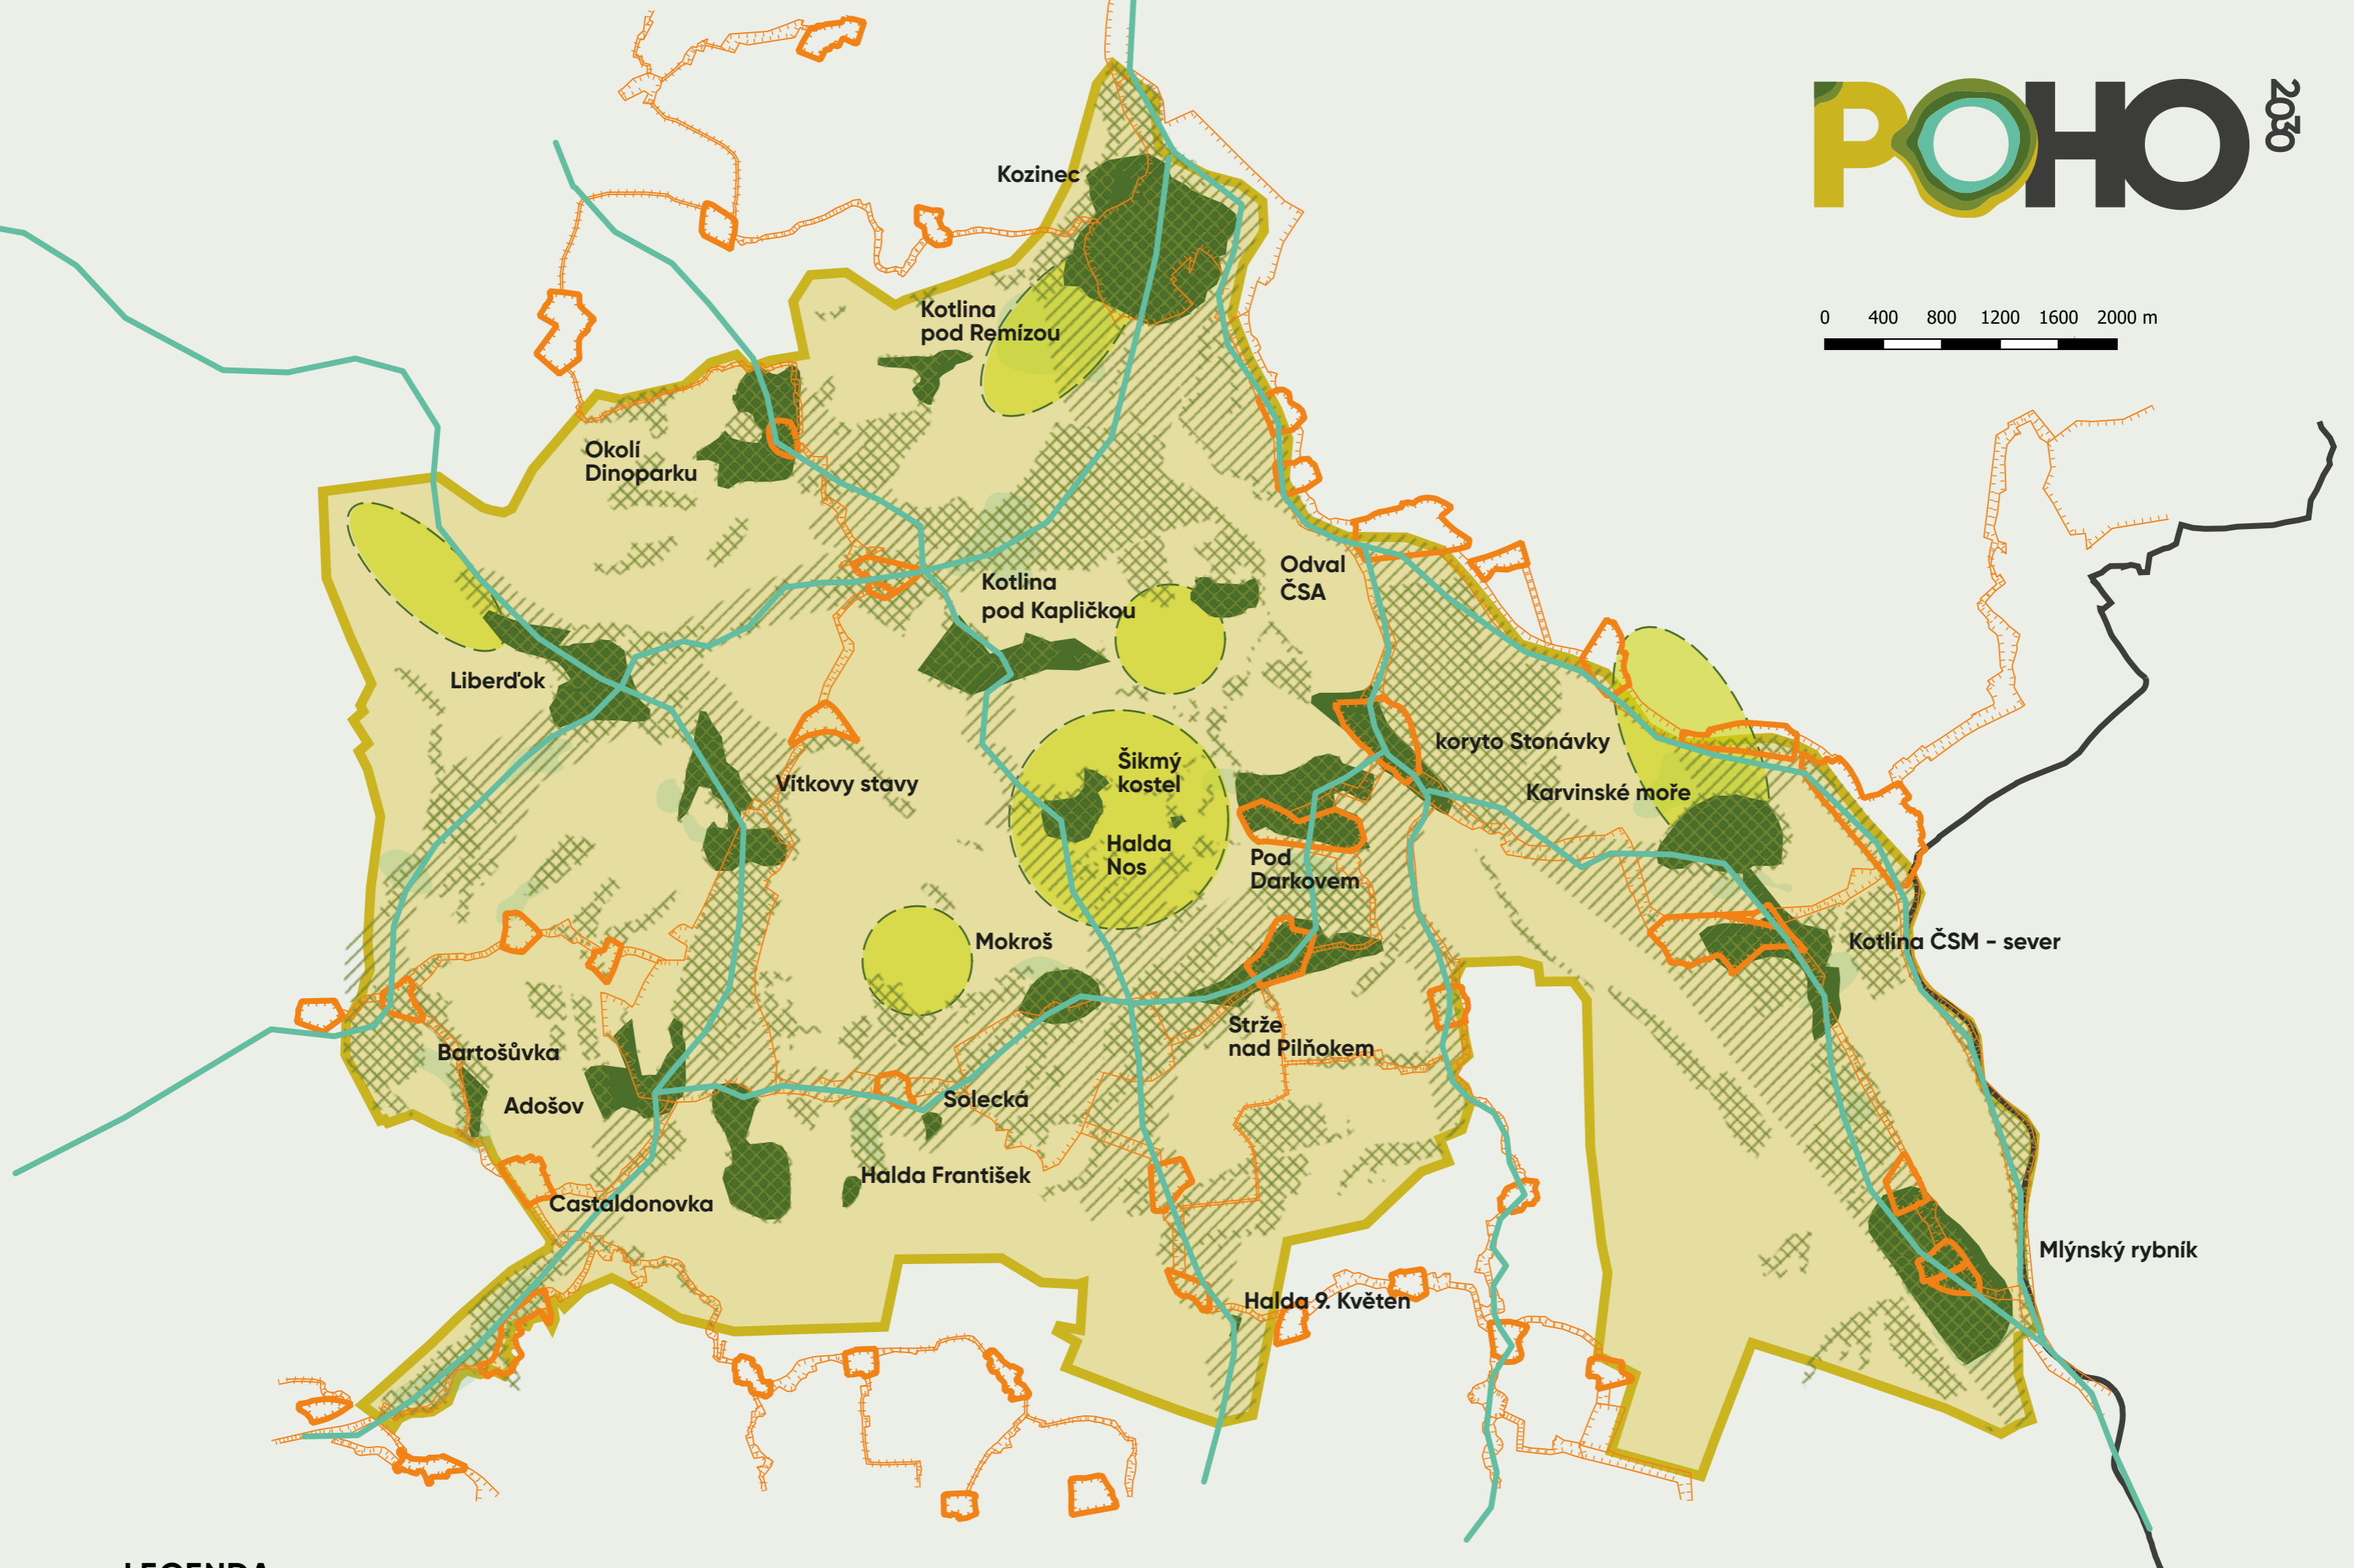 POHO
2030
0 400 800 1200 1600 2000 m
Kozinec
Kotlina
pod Remízou
Okolí
Dinoparku
Odval
ČSA
Kotlina
pod Kapličkou
Liberďok
koryto Stonávky
Šikmý
kostel
Vítkovy stavy
Karvinské moře
Halda
Nos
Pod
Darkovem
Mokroš
Kotlina ČSM - sever
Strže
nad Pilňokem
Bartošůvka
Adošov
Solecká
Halda František
Castaldonovka
Mlýnský rybník
Halda 9. Květen
LEGENDA